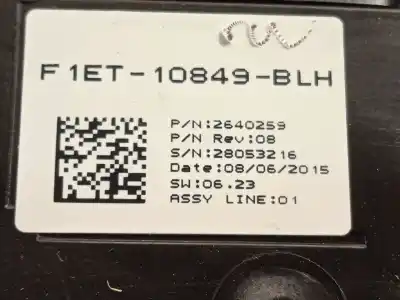 F1ET-10849-BLH
P/N:2640259
P/N Rev:08
S/N:28053216
Date:08/06/2015
SW:06.23
ASSY LINE:01